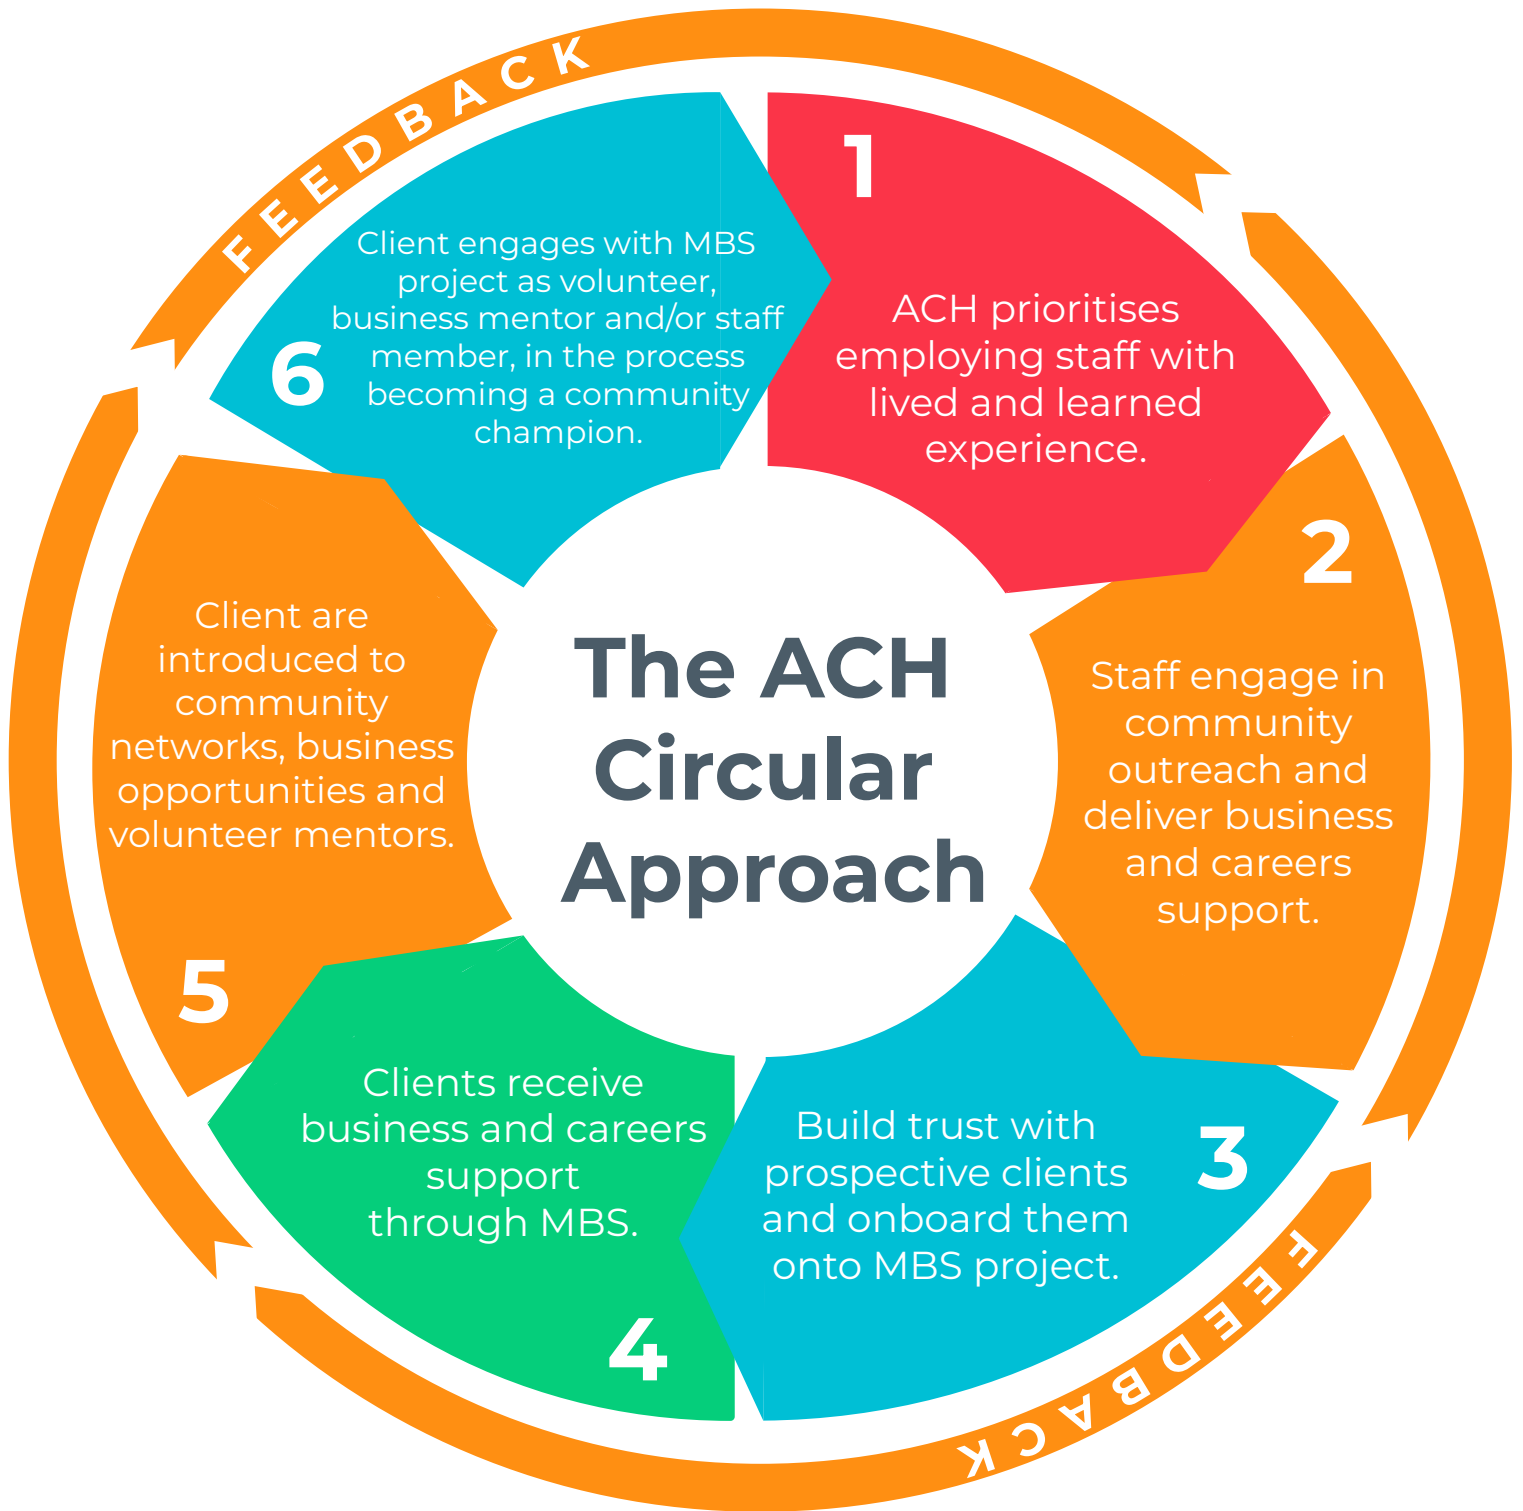 The ACH
Circular
Approach
1
ACH prioritises
employing staff with
lived and learned
experience.
2
Staff engage in
community
outreach and
deliver business
and careers
support.
3
Build trust with
prospective clients
and onboard them
onto MBS project.
4
Clients receive
business and careers
support
through MBS.
5
Client are
introduced to
community
networks, business
opportunities and
volunteer mentors.
6
Client engages with MBS
project as volunteer,
business mentor and/or staff
member, in the process
becoming a community
champion.
FEEDBACK
FEEDBACK